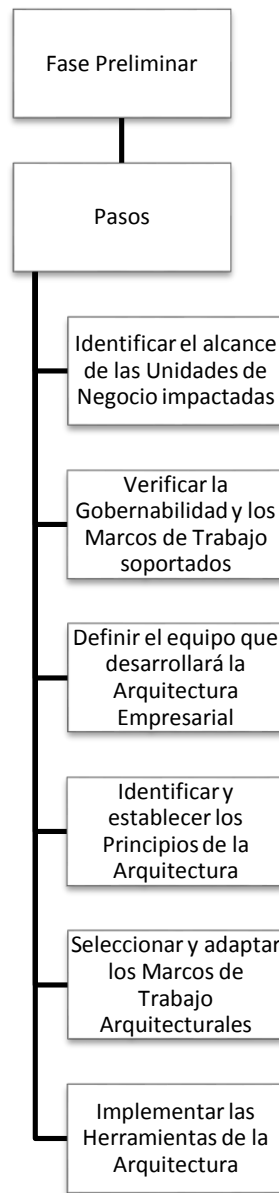 Fase Preliminar
Pasos
Identificar el alcance
de las Unidades de
Negocio impactadas
Verificar la
Gobernabilidad y los
Marcos de Trabajo
soportados
Definir el equipo que
desarrollará la
Arquitectura
Empresarial
Identificar y
establecer los
Principios de la
Arquitectura
Seleccionar y adaptar
los Marcos de
Trabajo
Arquitecturales
Implementar las
Herramientas de la
Arquitectura